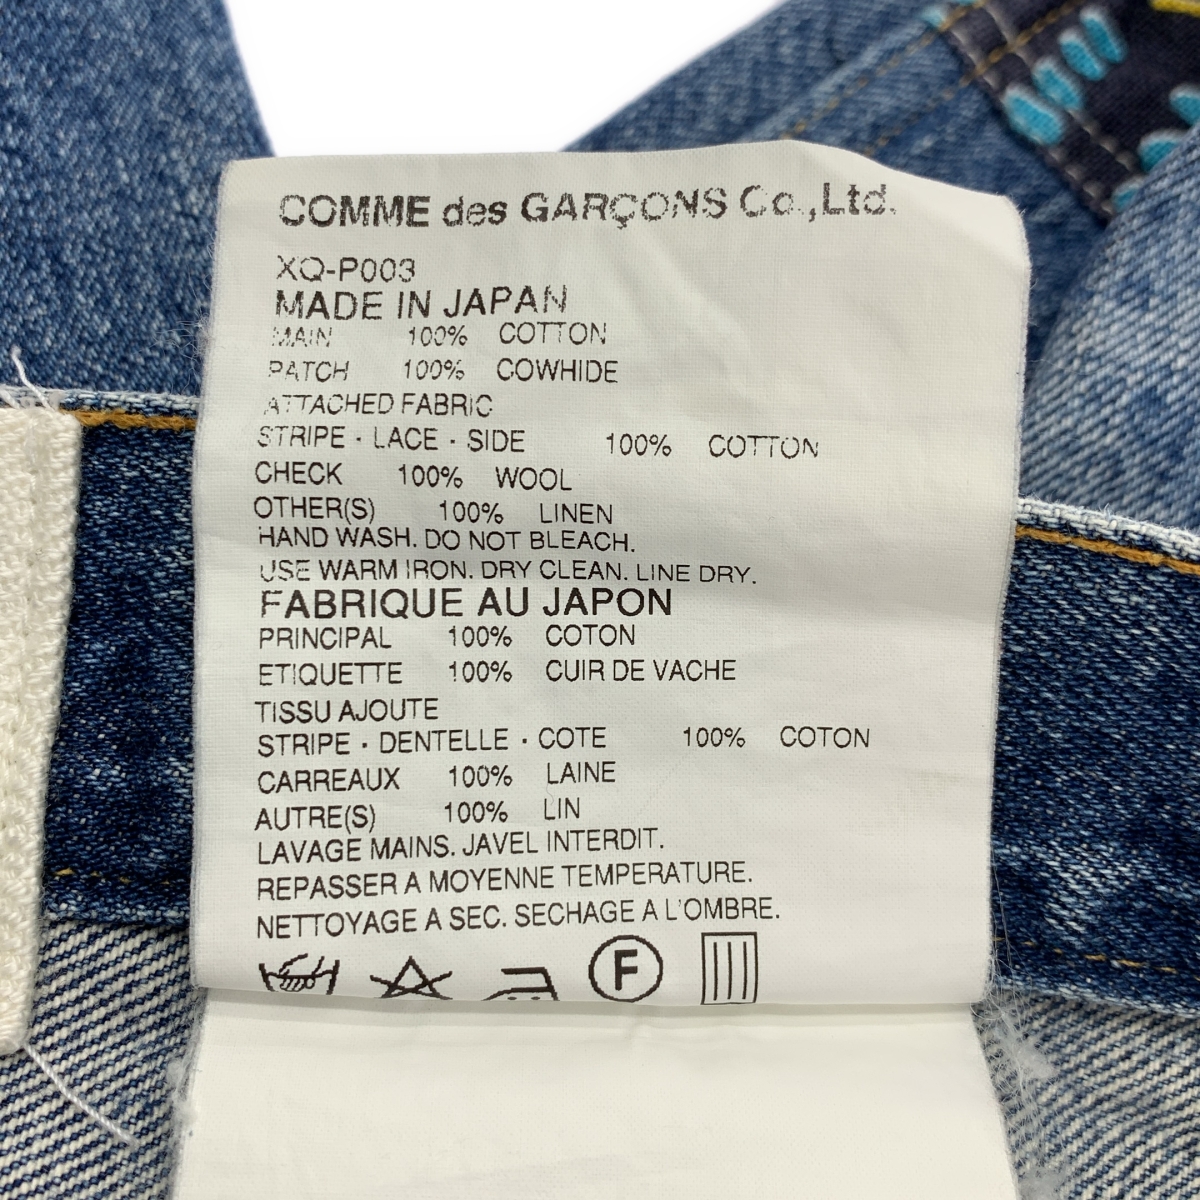 COMME des GARÇONS Co.,Ltd.
XQ-P003
MADE IN JAPAN
MAIN 100% COTTON
PATCH 100% COWHIDE
ATTACHED FABRIC
STRIPE · LACE · SIDE 100% COTTON
CHECK 100% WOOL
OTHER(S) 100% LINEN
HAND WASH. DO NOT BLEACH.
USE WARM IRON. DRY CLEAN. LINE DRY.
FABRIQUE AU JAPON
PRINCIPAL 100% COTON
ETIQUETTE 100% CUIR DE VACHE
TISSU AJOUTE
STRIPE · DENTELLE · COTE 100% COTON
CARREAUX 100% LAINE
AUTRE(S) 100% LIN
LAVAGE MAINS. JAVEL INTERDIT.
REPASSER A MOYENNE TEMPERATURE.
NETTOYAGE A SEC. SECHAGE A L'OMBRE.
F